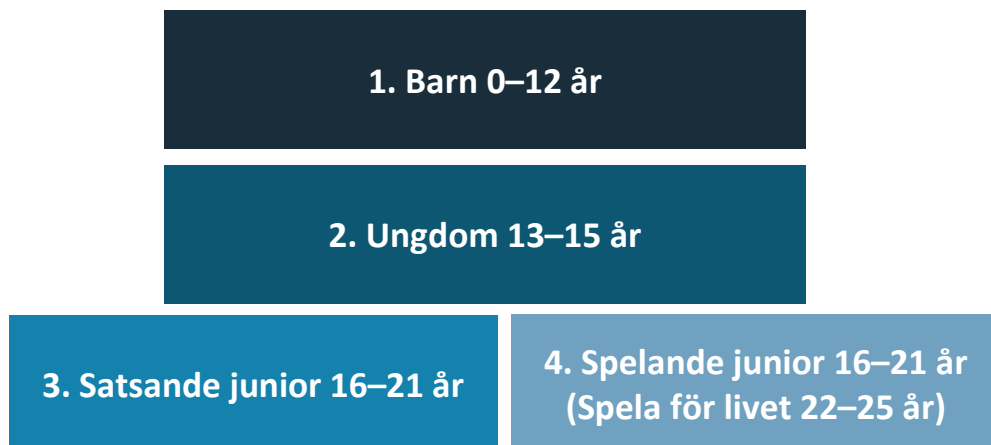 1. Barn 0–12 år
2. Ungdom 13–15 år
3. Satsande junior 16–21 år
4. Spelande junior 16–21 år
(Spela för livet 22–25 år)